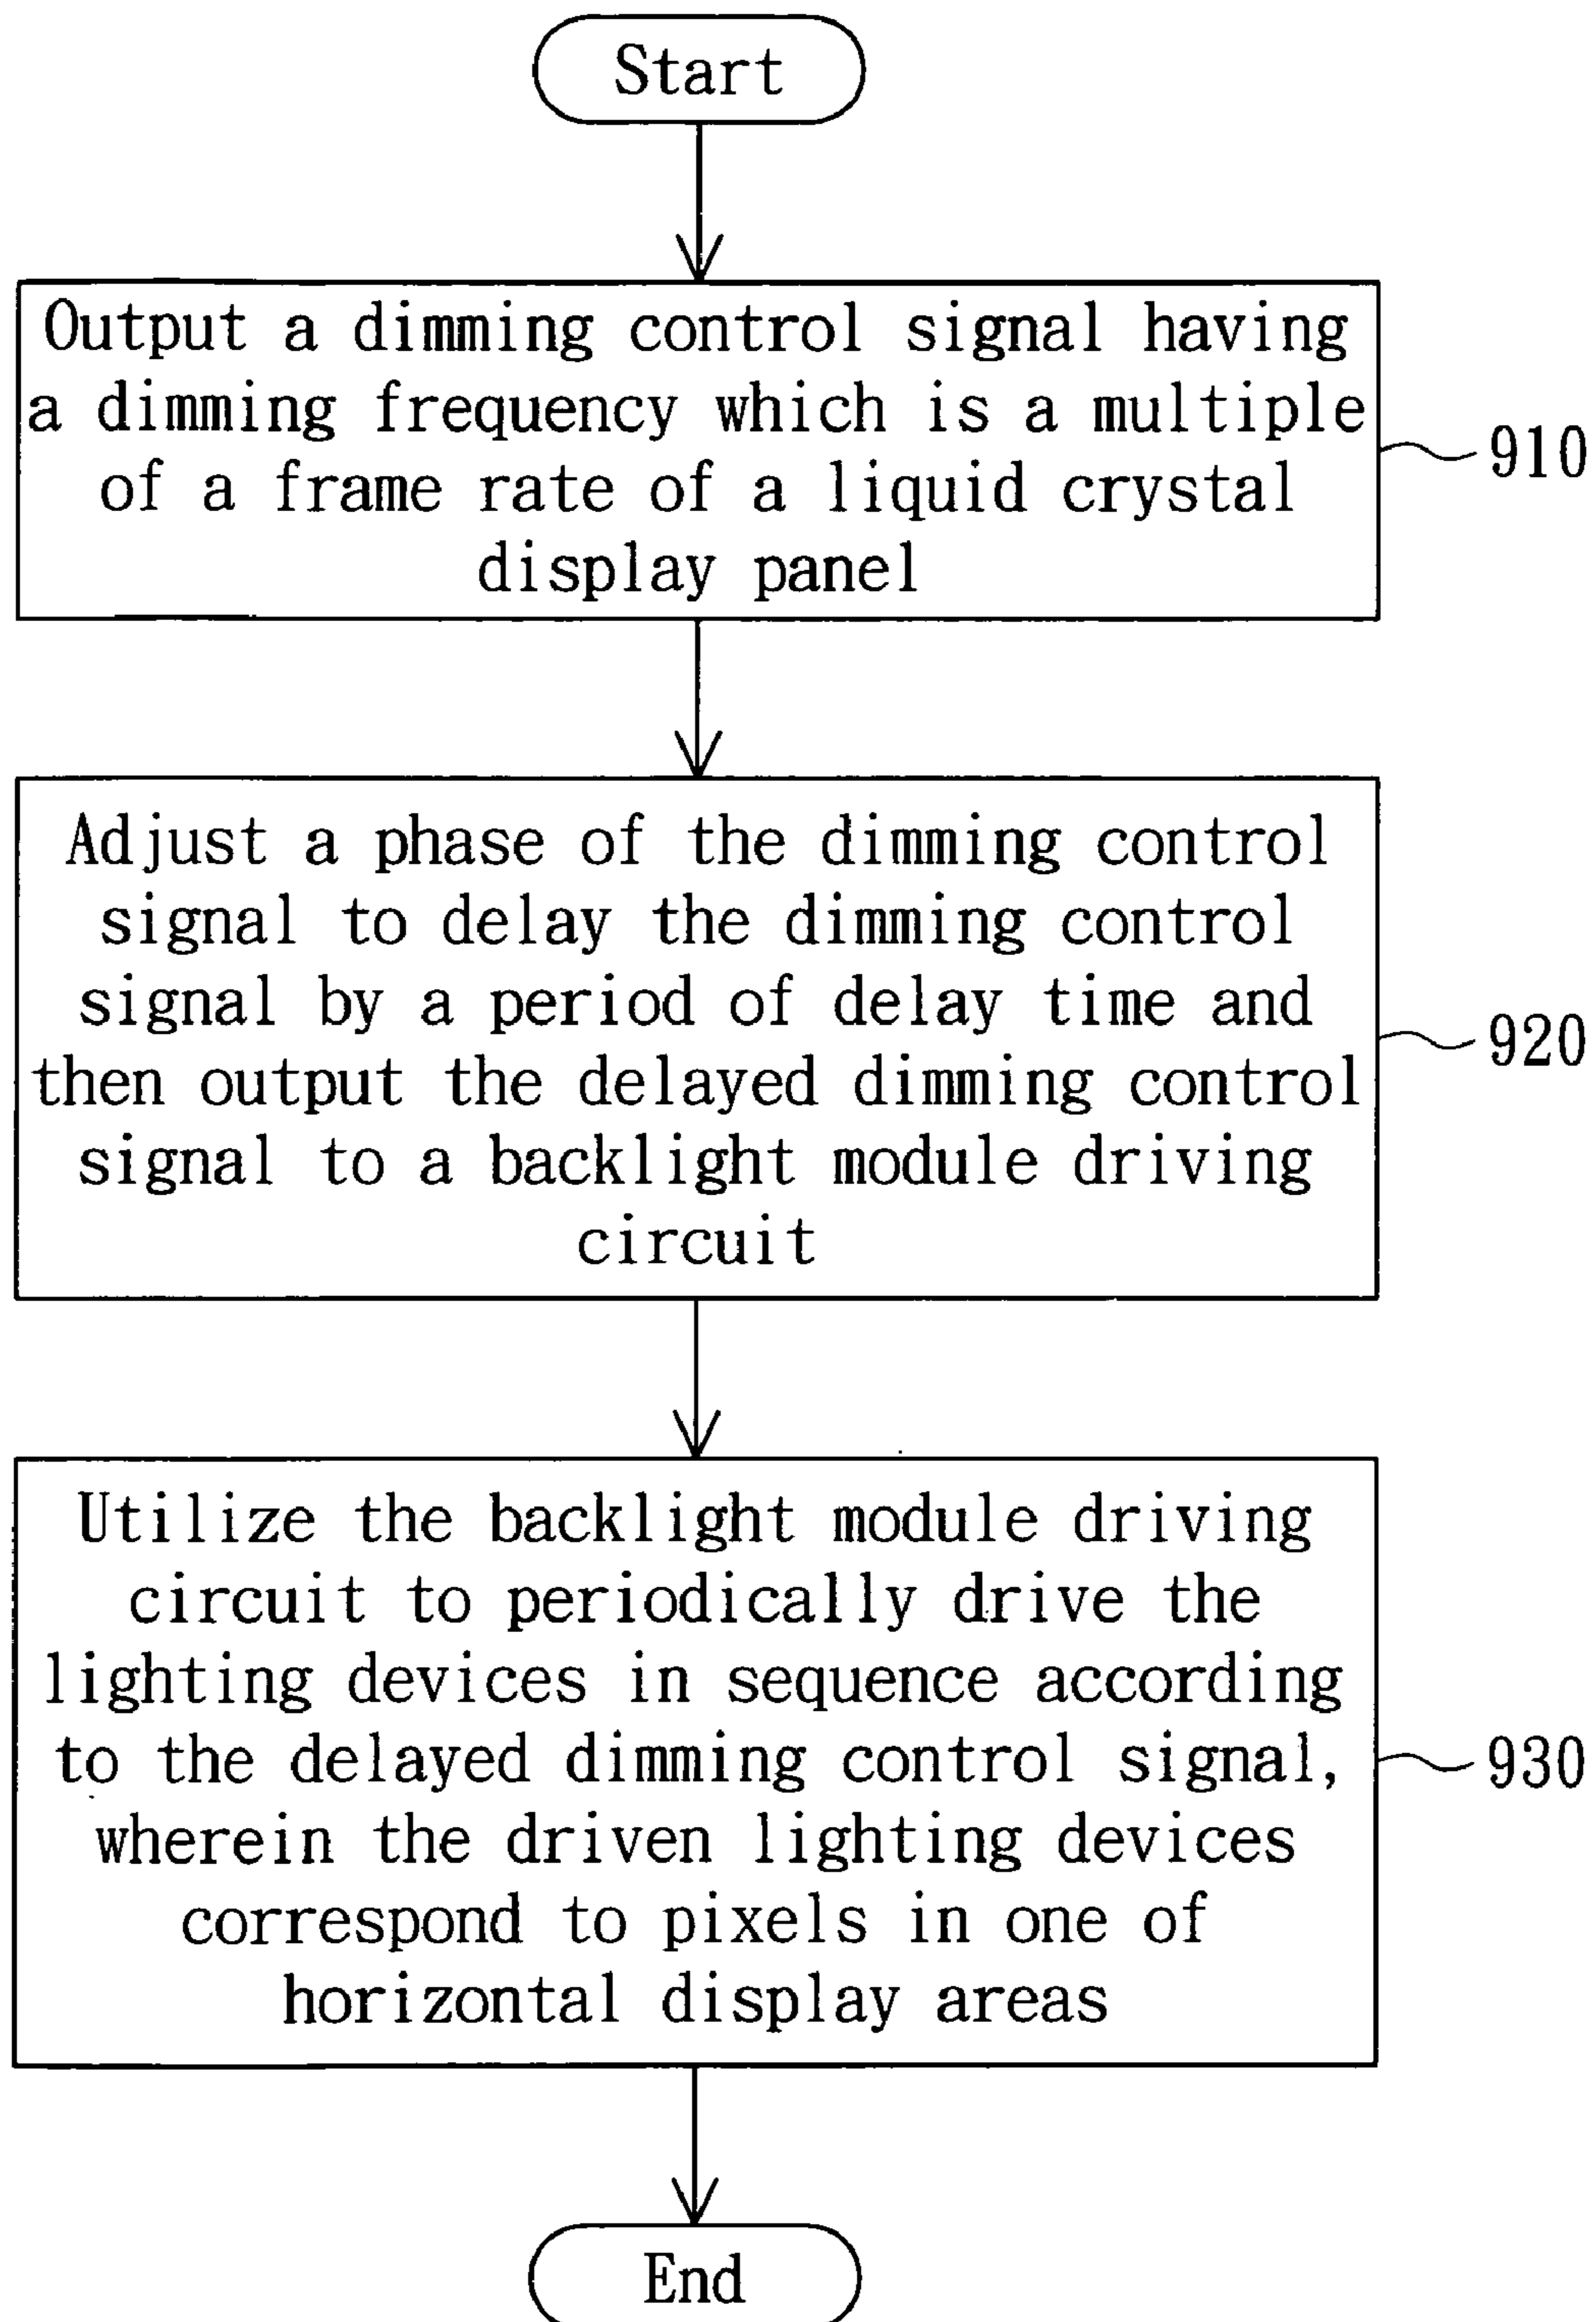 Start
Output a dimming control signal having
a dimming frequency which is a multiple
of a frame rate of a liquid crystal
display panel
910
Adjust a phase of the dimming control
signal to delay the dimming control
signal by a period of delay time and
then output the delayed dimming control
signal to a backlight module driving
circuit
920
Utilize the backlight module driving
circuit to periodically drive the
lighting devices in sequence according
to the delayed dimming control signal,
wherein the driven lighting devices
correspond to pixels in one of
horizontal display areas
930
End